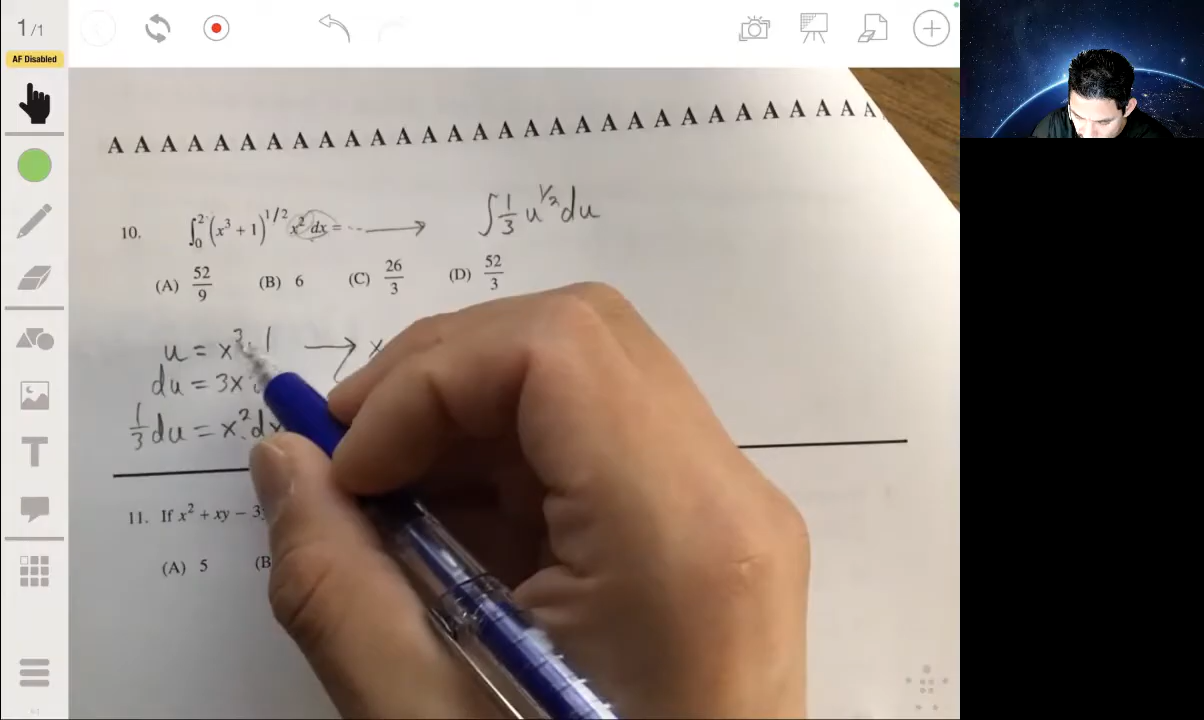 1/1
AF Disabled
A A A A A A A A A A A A A A A A A A A A A A A A A A A A A A
10. ∫₀² (x³ + 1)^1/2 x² dx =
∫ 1/3 u^1/2 du
(A) 52/9 (B) 6 (C) 26/3 (D) 52/3
u = x³ + 1 → x
du = 3x
1/3 du = x² dx
11. If x² + xy − 3
(A) 5 (B
T